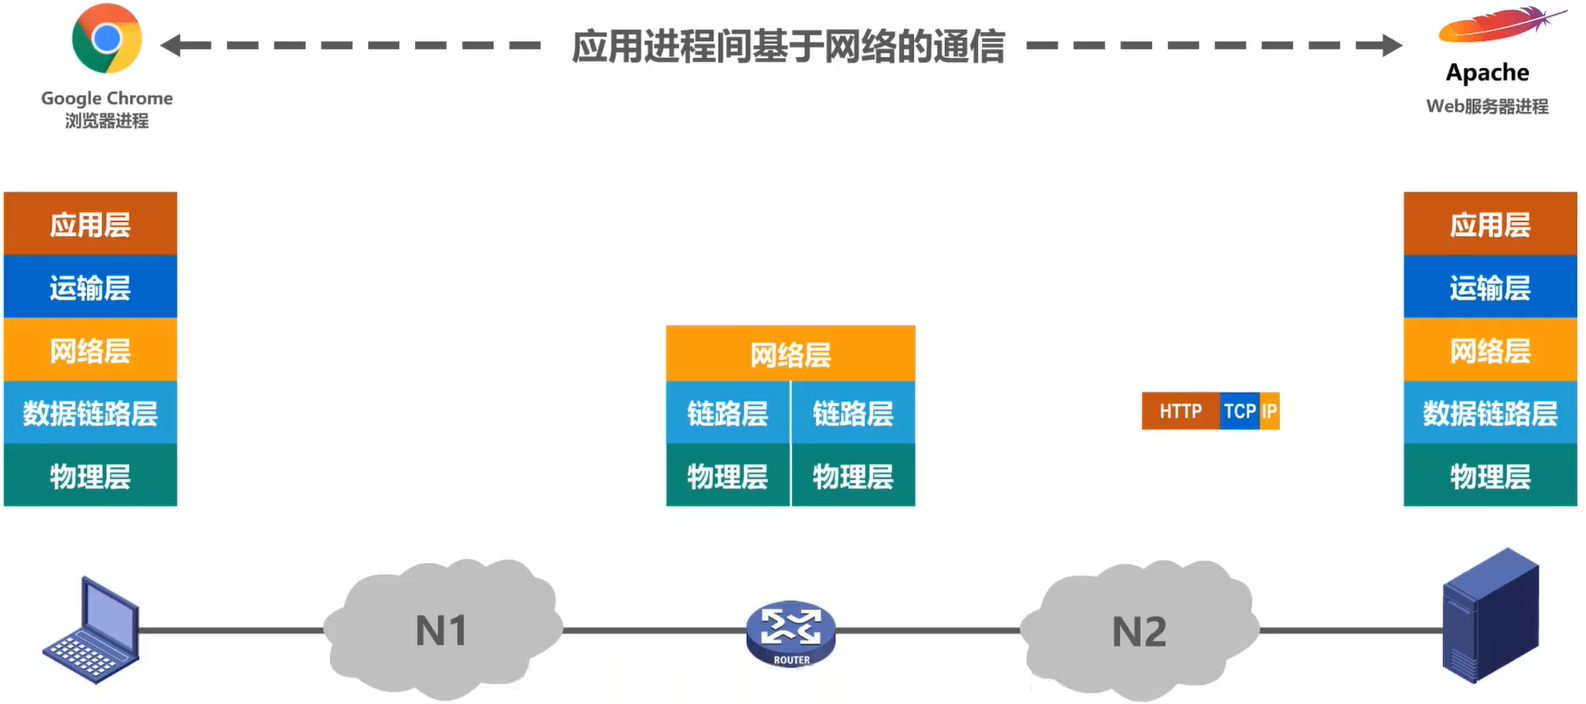 应用进程间基于网络的通信
Google Chrome
浏览器进程
Apache
Web服务器进程
应用层
运输层
网络层
数据链路层
物理层
网络层
链路层 链路层
物理层 物理层
HTTP TCP IP
应用层
运输层
网络层
数据链路层
物理层
N1
ROUTER
N2